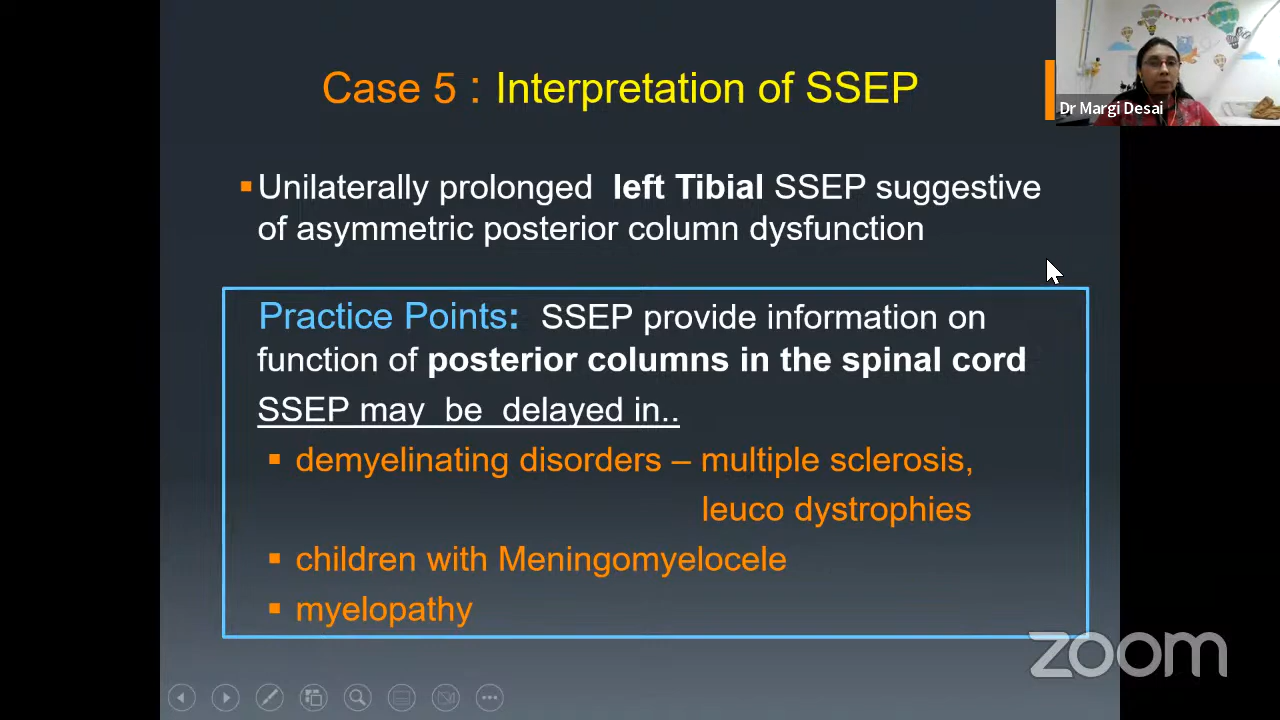 Case 5 : Interpretation of SSEP
Dr Margi Desai
Unilaterally prolonged left Tibial SSEP suggestive
of asymmetric posterior column dysfunction
Practice Points: SSEP provide information on
function of posterior columns in the spinal cord
SSEP may be delayed in..
demyelinating disorders – multiple sclerosis,
leuco dystrophies
children with Meningomyelocele
myelopathy
zoom